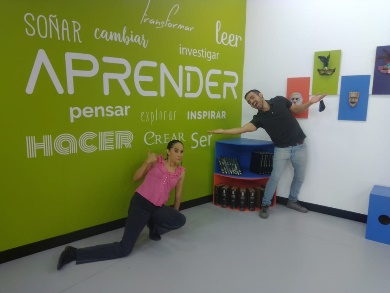 transformar
SOÑAR cambiar leer
investigar
APRENDER
pensar explorar INSPIRAR
HACER CREAR Ser